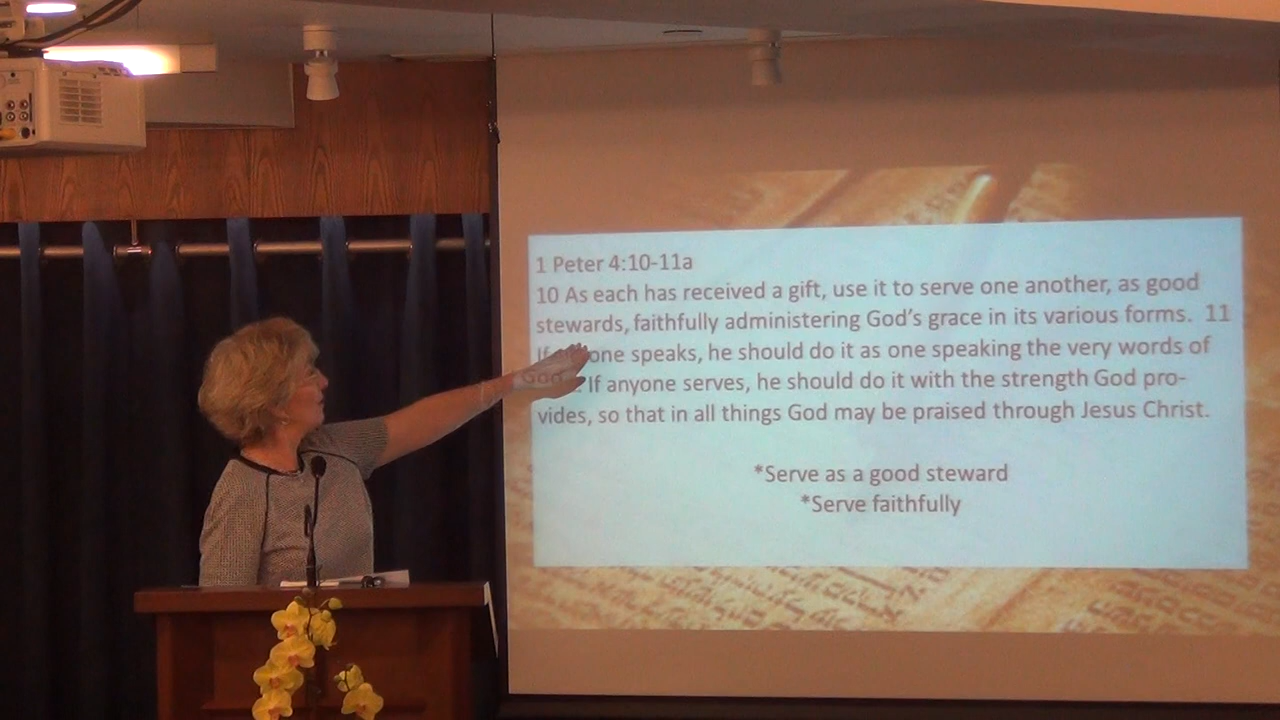 1 Peter 4:10-11a
10 As each has received a gift, use it to serve one another, as good
stewards, faithfully administering God's grace in its various forms. 11
If one speaks, he should do it as one speaking the very words of
God. If anyone serves, he should do it with the strength God pro-
vides, so that in all things God may be praised through Jesus Christ.
*Serve as a good steward
*Serve faithfully